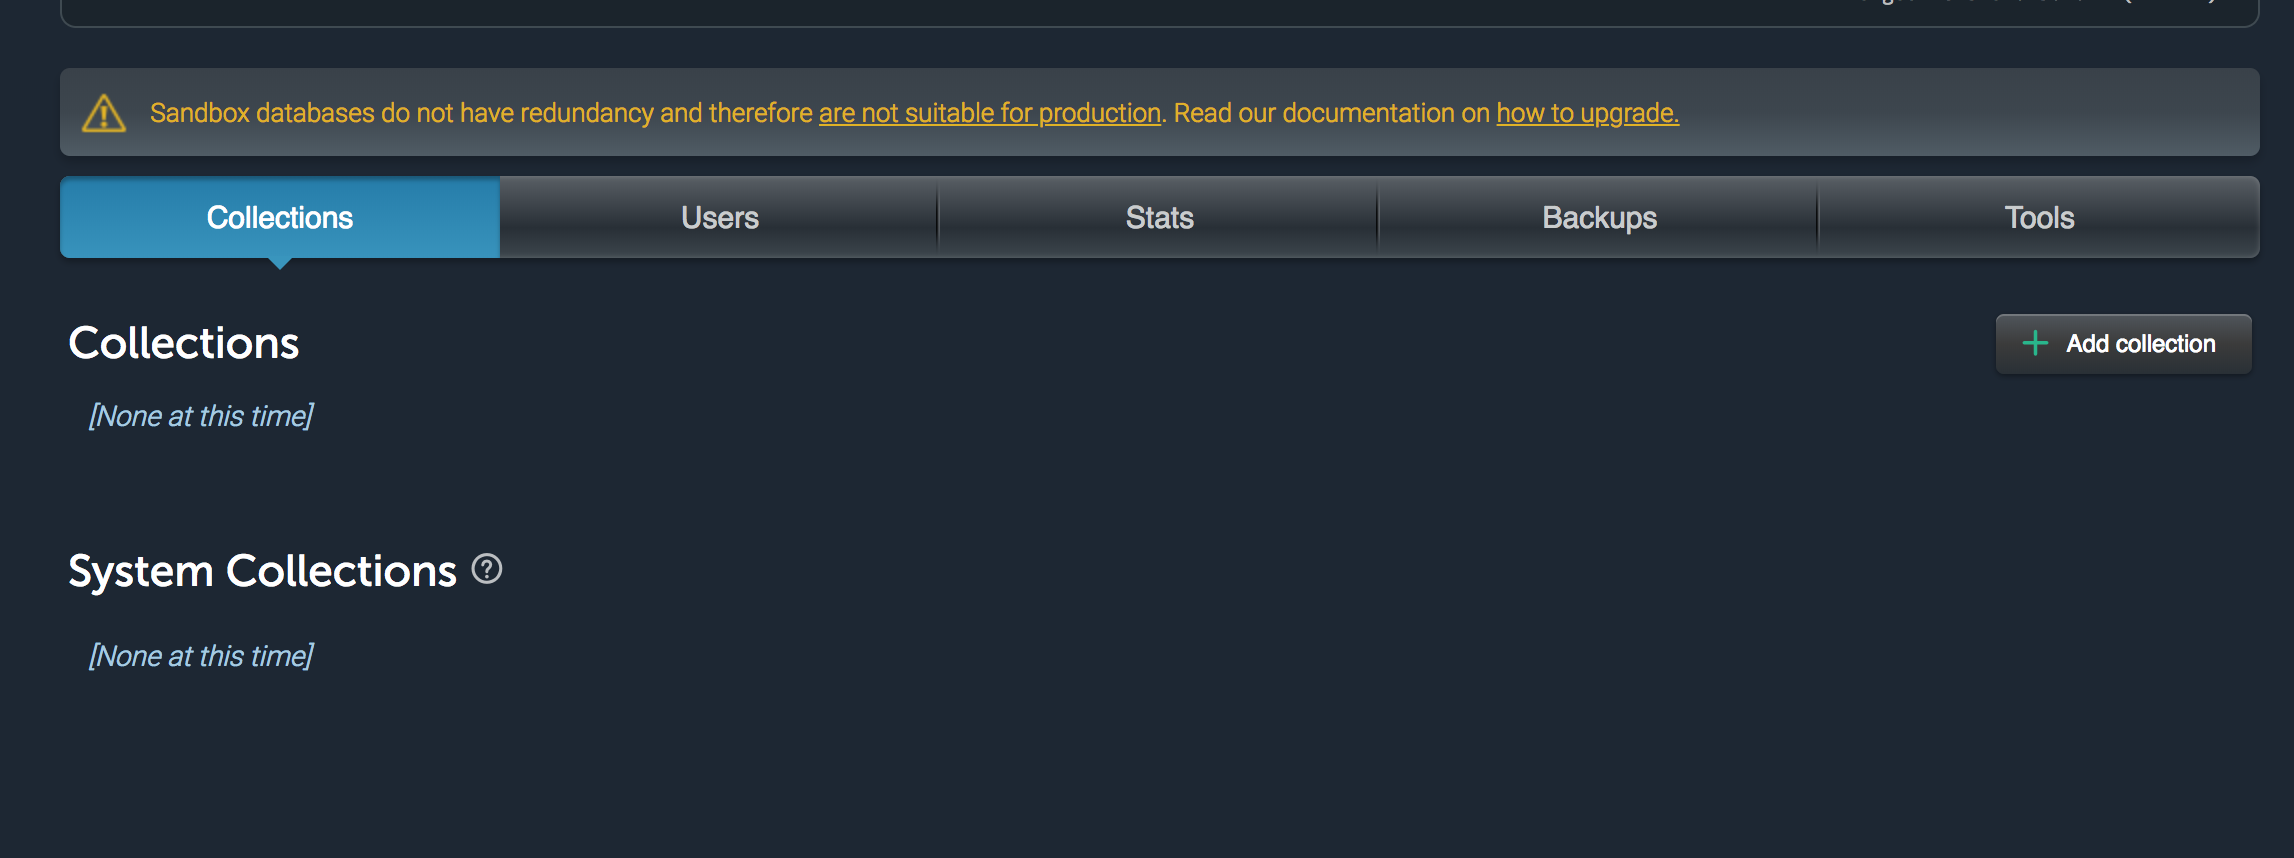 Sandbox databases do not have redundancy and therefore are not suitable for production. Read our documentation on how to upgrade.
Collections Users Stats Backups Tools
Collections
Add collection
[None at this time]
System Collections
[None at this time]